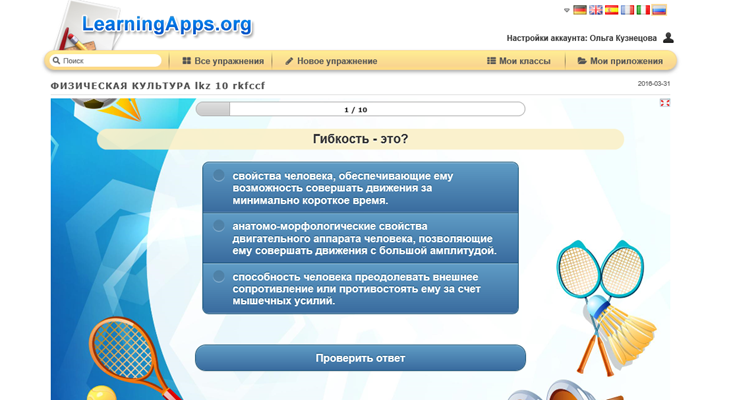 LearningApps.org
Настройки аккаунта: Ольга Кузнецова
Поиск
Все упражнения
Новое упражнение
Мои классы
Мои приложения
ФИЗИЧЕСКАЯ КУЛЬТУРА lkz 10 rkfccf
2016-03-31
1 / 10
Гибкость - это?
свойства человека, обеспечивающие ему
возможность совершать движения за
минимально короткое время.
анатомо-морфологические свойства
двигательного аппарата человека, позволяющие
ему совершать движения с большой амплитудой.
способность человека преодолевать внешнее
сопротивление или противостоять ему за счет
мышечных усилий.
Проверить ответ